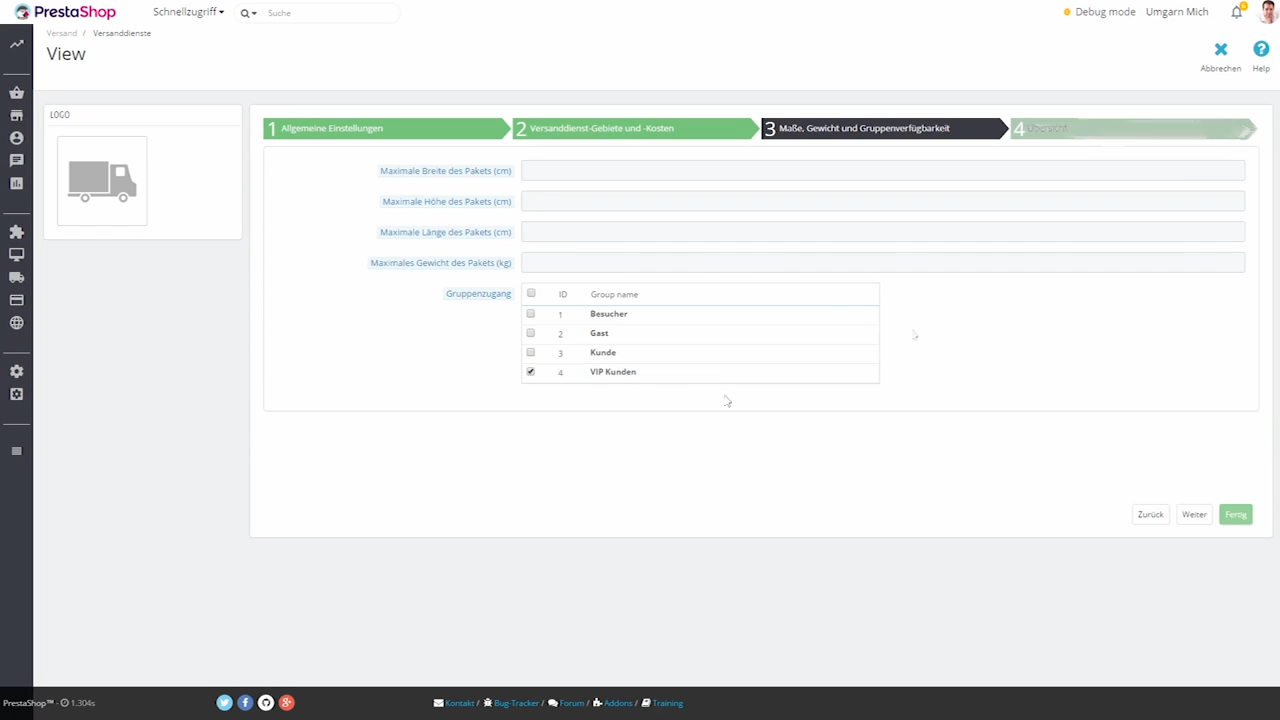 PrestaShop Schnellzugriff Suche Debug mode Umgarn Mich
Versand / Versanddienste
View
Abbrechen Help
LOGO
1 Allgemeine Einstellungen 2 Versanddienst-Gebiete und -Kosten 3 Maße, Gewicht und Gruppenverfügbarkeit 4 Übersicht
Maximale Breite des Pakets (cm)
Maximale Höhe des Pakets (cm)
Maximale Länge des Pakets (cm)
Maximales Gewicht des Pakets (kg)
Gruppenzugang ID Group name
1 Besucher
2 Gast
3 Kunde
4 VIP Kunden
Zurück Weiter Fertig
PrestaShop™ - 1.304s Kontakt / Bug-Tracker / Forum / Addons / Training